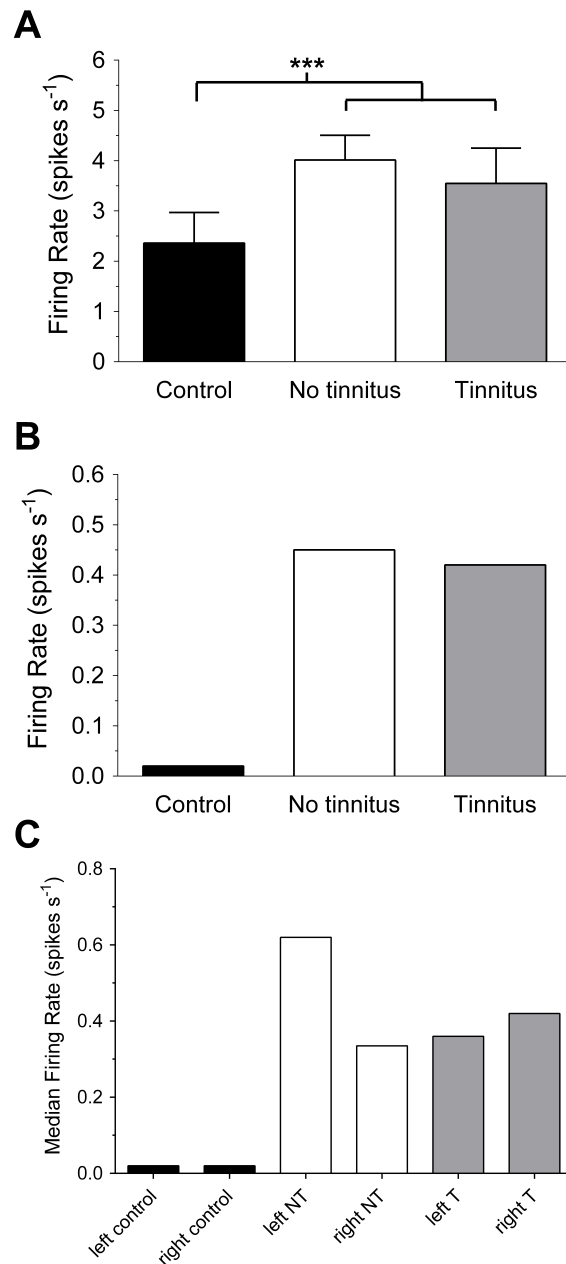 A
***
Firing Rate (spikes s-1)
6
5
4
3
2
1
0
Control No tinnitus Tinnitus
B
Firing Rate (spikes s-1)
0.6
0.5
0.4
0.3
0.2
0.1
0.0
Control No tinnitus Tinnitus
C
Median Firing Rate (spikes s-1)
0.8
0.6
0.4
0.2
0.0
left control
right control
left NT
right NT
left T
right T